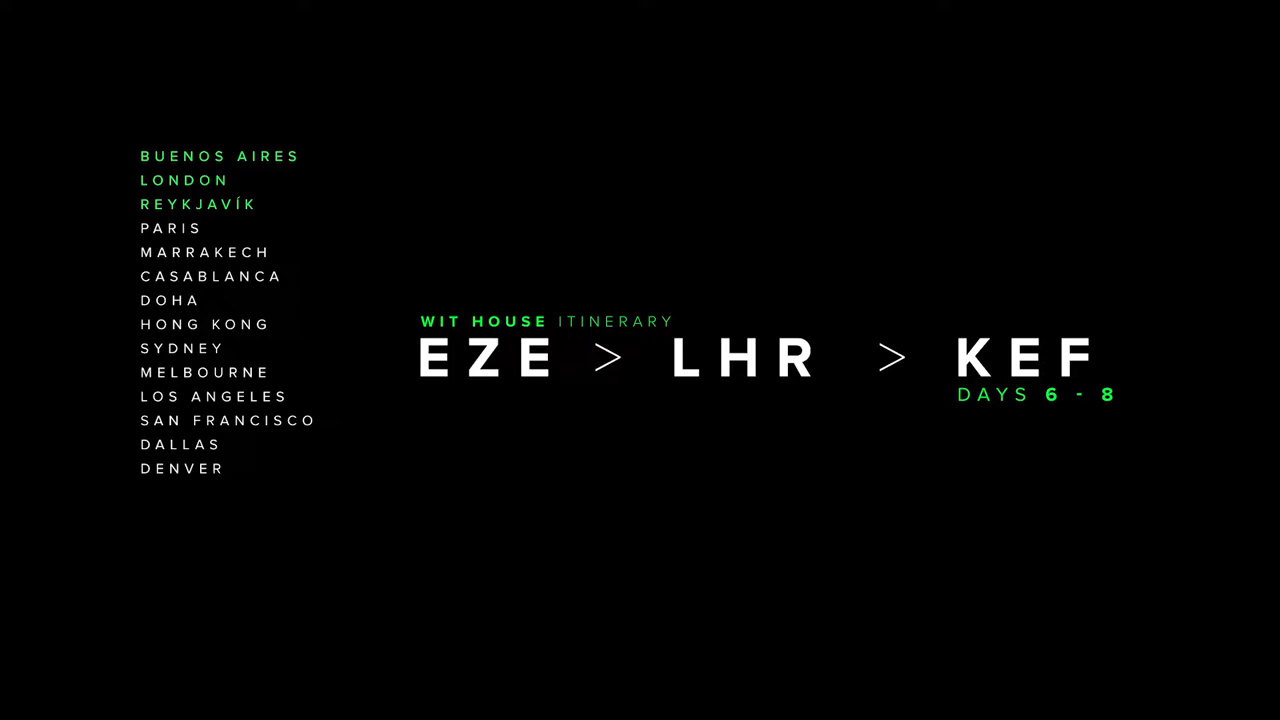 BUENOS AIRES
LONDON
REYKJAVÍK
PARIS
MARRAKECH
CASABLANCA
DOHA
HONG KONG
SYDNEY
MELBOURNE
LOS ANGELES
SAN FRANCISCO
DALLAS
DENVER
WIT HOUSE ITINERARY
EZE > LHR > KEF
DAYS 6 - 8